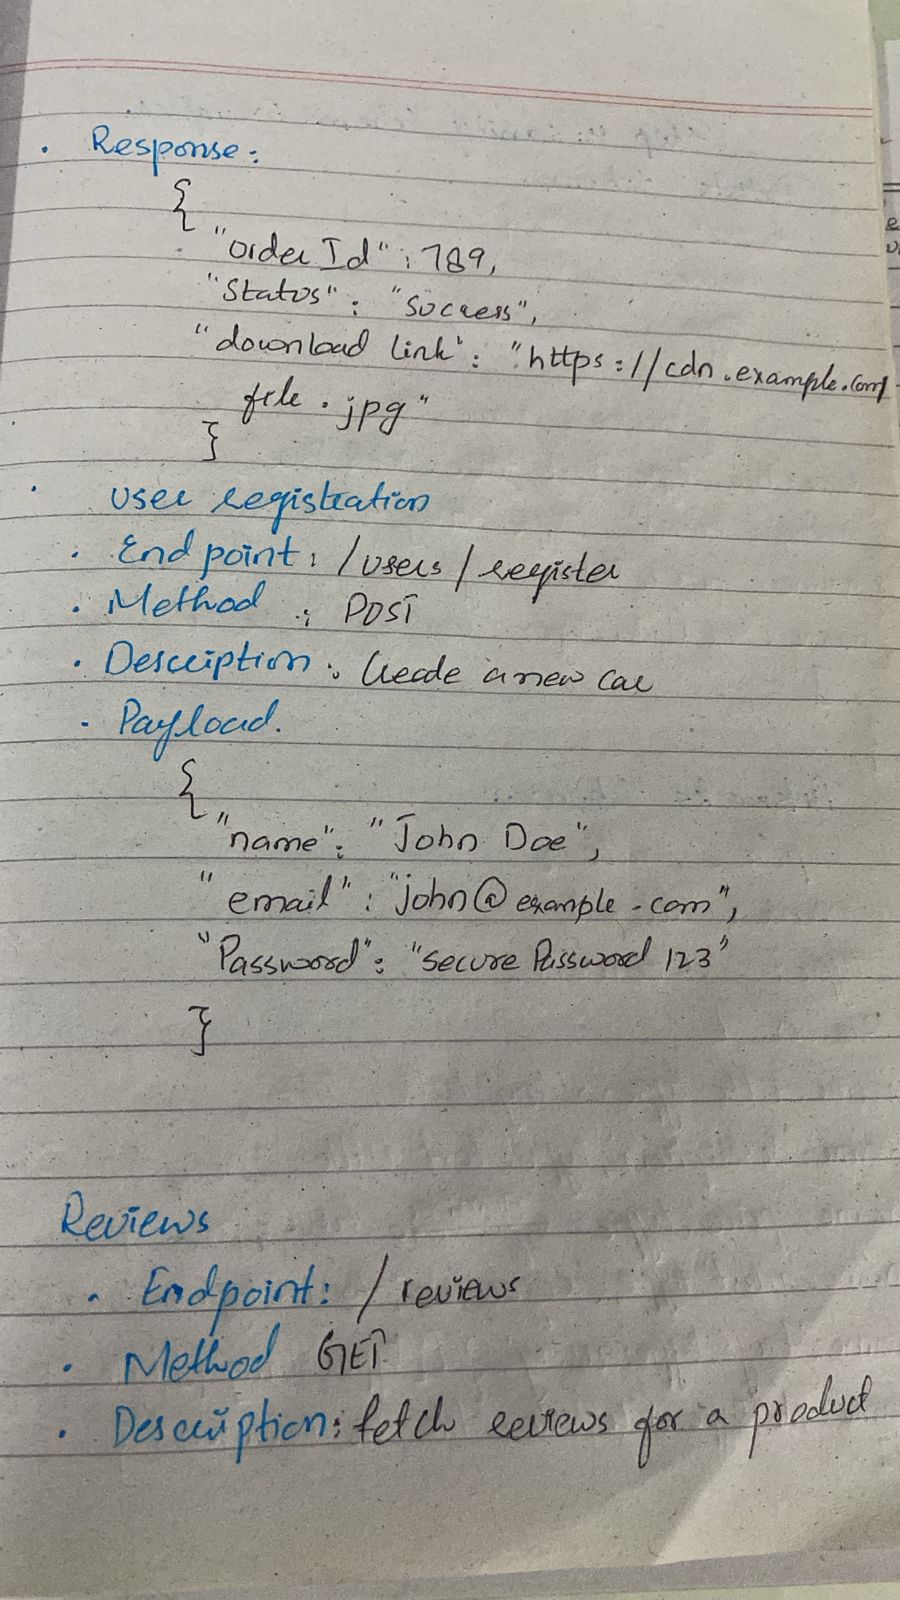 • Response:
{
"order Id": 789,
"Status": "Success",
"download link": "https://cdn.example.com/
file.jpg"
}
• User registration
• End point: /users/register
• Method : POST
• Description: Create a new car
• Payload.
{
"name": "John Doe",
"email": "john@example.com",
"Password": "secure Password 123"
}
Reviews
• Endpoint: /reviews
• Method GET
• Description: fetch reviews for a product